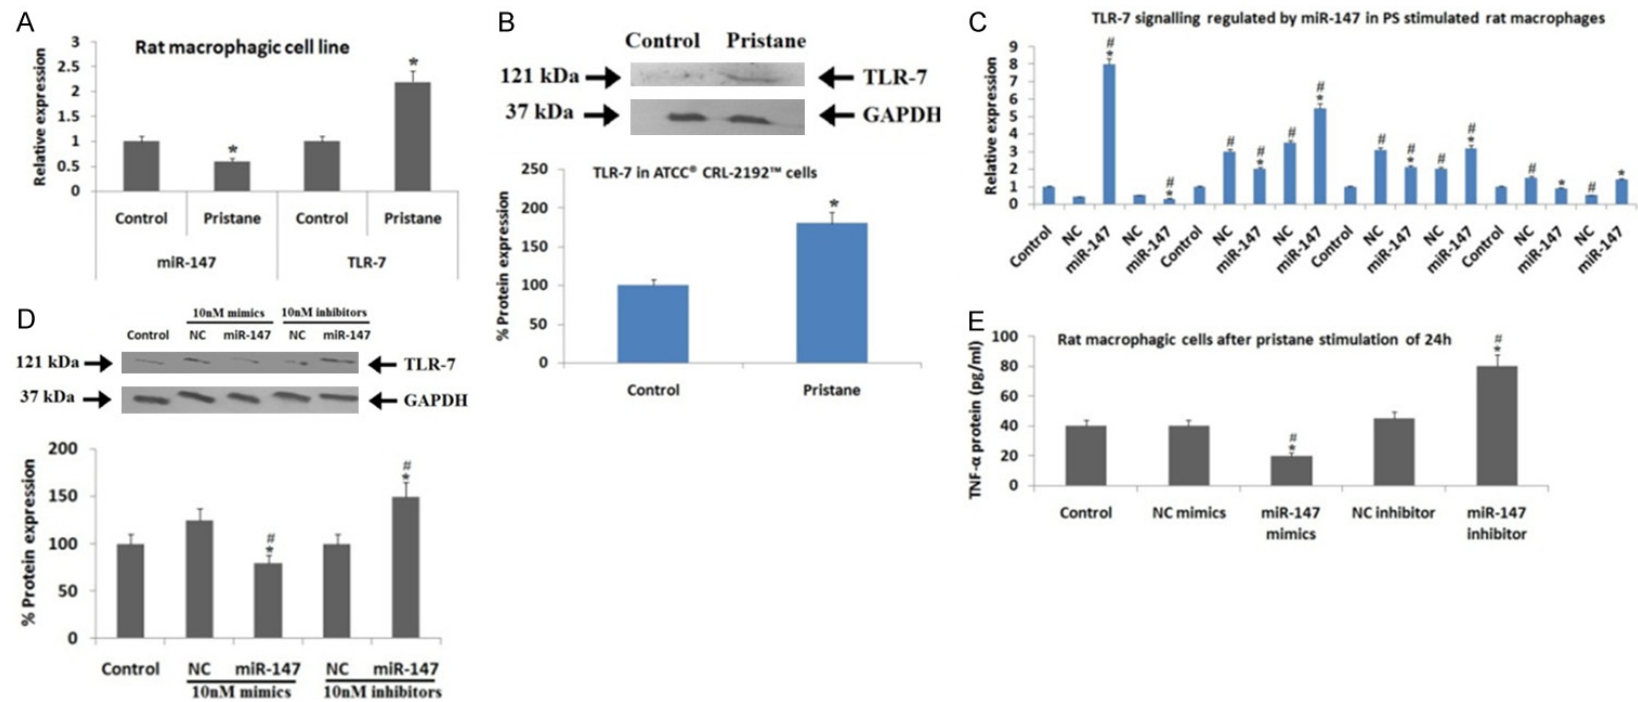 A
Rat macrophagic cell line
Relative expression
3
2.5
2
1.5
1
0.5
0
*
*
Control Pristane Control Pristane
miR-147 TLR-7
B
Control Pristane
121 kDa TLR-7
37 kDa GAPDH
TLR-7 in ATCC® CRL-2192™ cells
% Protein expression
250
200
150
100
50
0
*
Control Pristane
C
TLR-7 signalling regulated by miR-147 in PS stimulated rat macrophages
Relative expression
9
8
7
6
5
4
3
2
1
0
# * # * # # * # # * # # * # # * # * # *
Control NC miR-147 NC miR-147 Control NC miR-147 NC miR-147 Control NC miR-147 NC miR-147 Control NC miR-147 NC miR-147
D
10nM mimics 10nM inhibitors
Control NC miR-147 NC miR-147
121 kDa TLR-7
37 kDa GAPDH
% Protein expression
200
150
100
50
0
# *
# *
Control NC miR-147 NC miR-147
10nM mimics 10nM inhibitors
E
Rat macrophagic cells after pristane stimulation of 24h
TNF-α protein (pg/ml)
100
80
60
40
20
0
# *
# *
Control NC mimics miR-147 mimics NC inhibitor miR-147 inhibitor